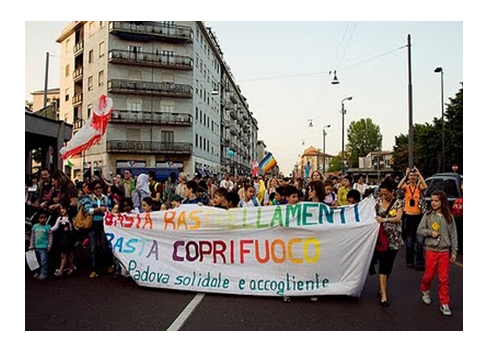 BASTA RASTRELLAMENTI
BASTA COPRIFUOCO
Padova solidale e accogliente